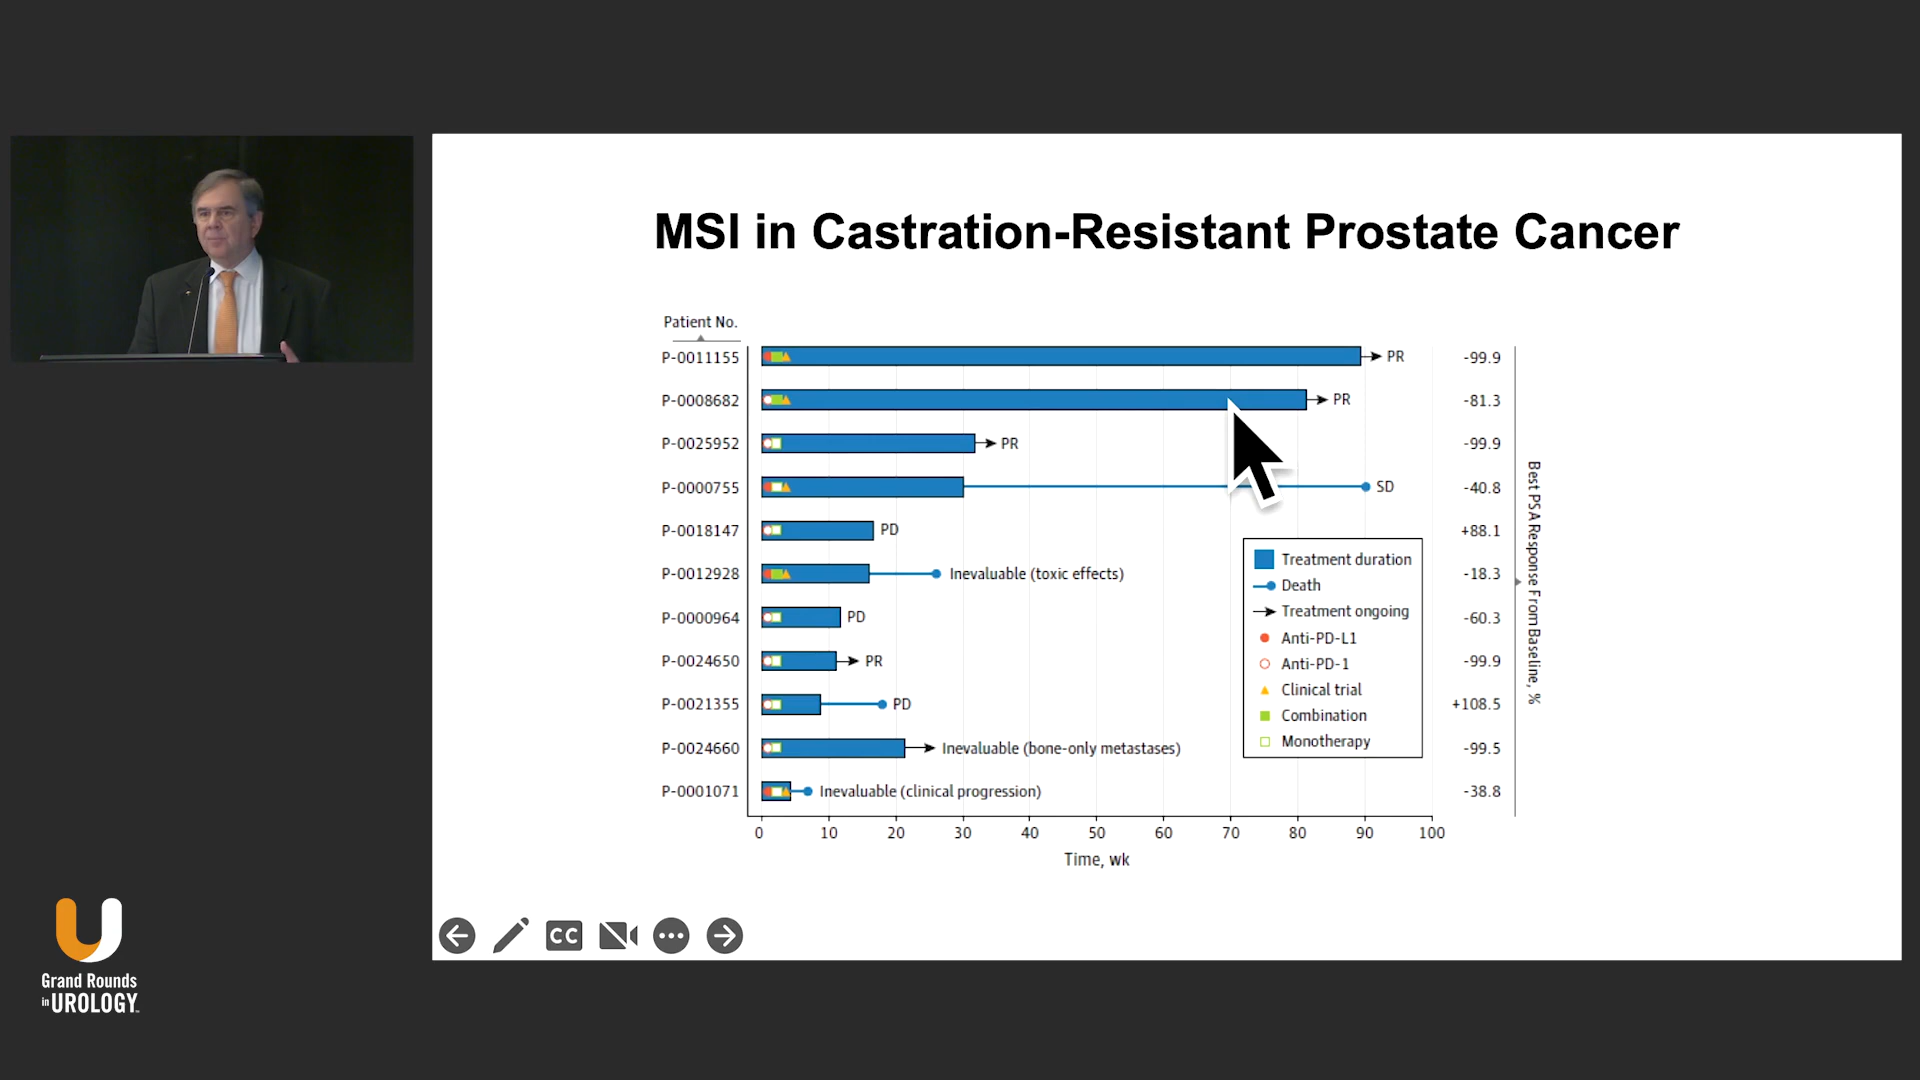 MSI in Castration-Resistant Prostate Cancer
Patient No.
P-0011155 PR -99.9
P-0008682 PR -81.3
P-0025952 PR -99.9
P-0000755 SD -40.8
P-0018147 PD +88.1
P-0012928 Inevaluable (toxic effects) -18.3
P-0000964 PD -60.3
P-0024650 PR -99.9
P-0021355 PD +108.5
P-0024660 Inevaluable (bone-only metastases) -99.5
P-0001071 Inevaluable (clinical progression) -38.8
Treatment duration
Death
Treatment ongoing
Anti-PD-L1
Anti-PD-1
Clinical trial
Combination
Monotherapy
Best PSA Response From Baseline, %
0 10 20 30 40 50 60 70 80 90 100
Time, wk
CC
Grand Rounds
in UROLOGY